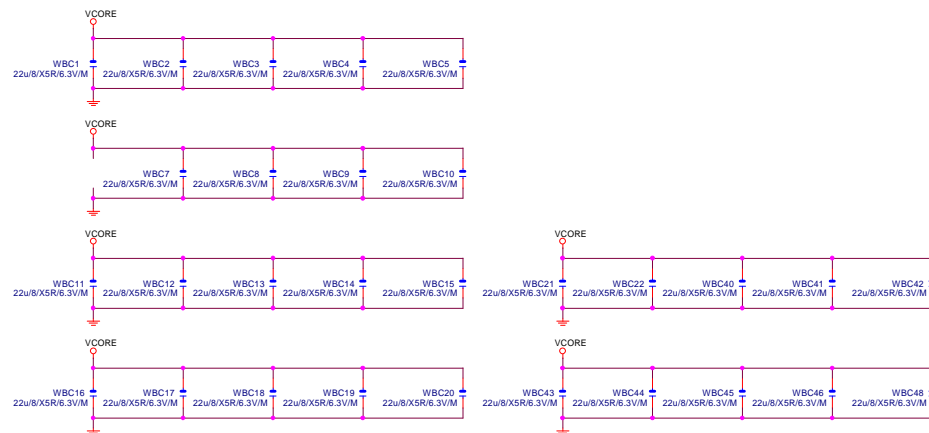 VCORE
WBC1 WBC2 WBC3 WBC4 WBC5
22u/8/X5R/6.3V/M 22u/8/X5R/6.3V/M 22u/8/X5R/6.3V/M 22u/8/X5R/6.3V/M 22u/8/X5R/6.3V/M
VCORE
WBC7 WBC8 WBC9 WBC10
22u/8/X5R/6.3V/M 22u/8/X5R/6.3V/M 22u/8/X5R/6.3V/M 22u/8/X5R/6.3V/M
VCORE VCORE
WBC11 WBC12 WBC13 WBC14 WBC15 WBC21 WBC22 WBC40 WBC41 WBC42
22u/8/X5R/6.3V/M 22u/8/X5R/6.3V/M 22u/8/X5R/6.3V/M 22u/8/X5R/6.3V/M 22u/8/X5R/6.3V/M 22u/8/X5R/6.3V/M 22u/8/X5R/6.3V/M 22u/8/X5R/6.3V/M 22u/8/X5R/6.3V/M 22u/8/X5R/6.3V/M
VCORE VCORE
WBC16 WBC17 WBC18 WBC19 WBC20 WBC43 WBC44 WBC45 WBC46 WBC48
22u/8/X5R/6.3V/M 22u/8/X5R/6.3V/M 22u/8/X5R/6.3V/M 22u/8/X5R/6.3V/M 22u/8/X5R/6.3V/M 22u/8/X5R/6.3V/M 22u/8/X5R/6.3V/M 22u/8/X5R/6.3V/M 22u/8/X5R/6.3V/M 22u/8/X5R/6.3V/M